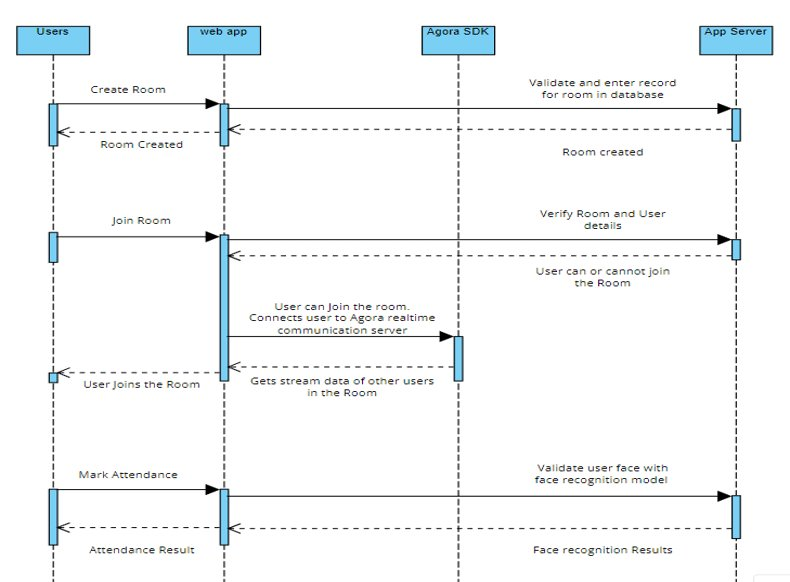 Users
web app
Agora SDK
App Server
Create Room
Validate and enter record
for room in database
Room Created
Room created
Join Room
Verify Room and User
details
User can or cannot join
the Room
User can Join the room.
Connects user to Agora realtime
communication server
User Joins the Room
Gets stream data of other users
in the Room
Mark Attendance
Validate user face with
face recognition model
Attendance Result
Face recognition Results